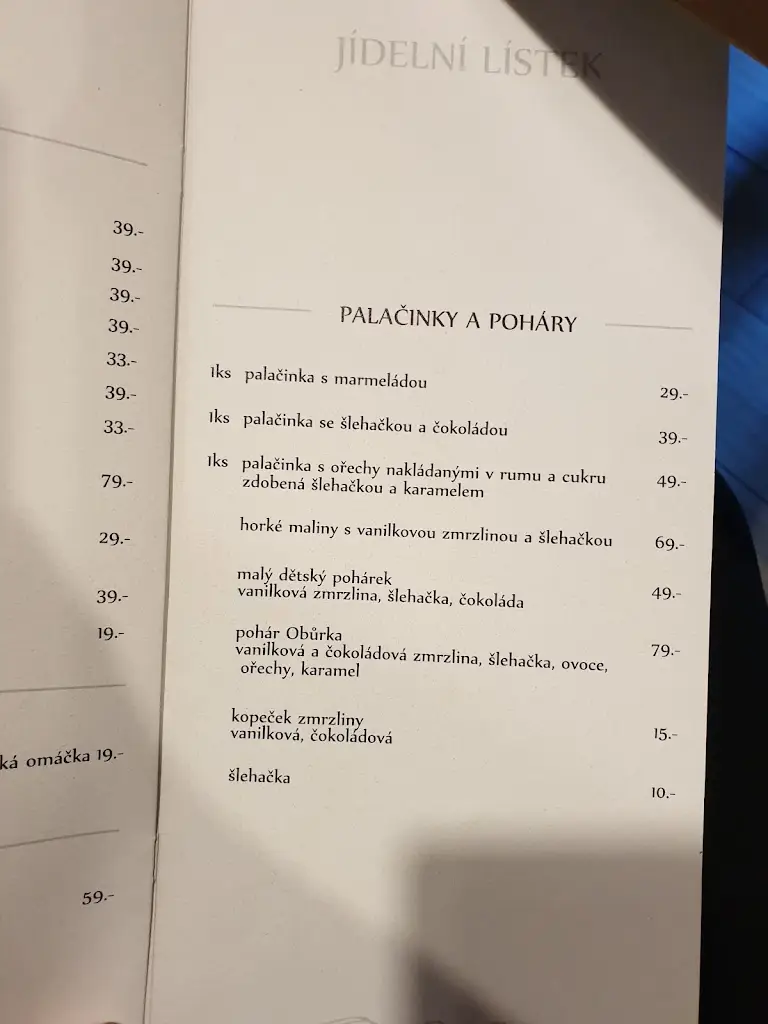 39.-
39.-
39.-
39.-
33.-
39.-
33.-
79.-
29.-
39.-
19.-
ká omáčka 19.-
59.-
JÍDELNÍ LÍSTEK
PALAČINKY A POHÁRY
1ks palačinka s marmeládou 29.-
1ks palačinka se šlehačkou a čokoládou 39.-
1ks palačinka s ořechy nakládanými v rumu a cukru 49.-
zdobená šlehačkou a karamelem
horké maliny s vanilkovou zmrzlinou a šlehačkou 69.-
malý dětský pohárek
vanilková zmrzlina, šlehačka, čokoláda 49.-
pohár Obůrka
vanilková a čokoládová zmrzlina, šlehačka, ovoce, 79.-
ořechy, karamel
kopeček zmrzliny
vanilková, čokoládová 15.-
šlehačka 10.-